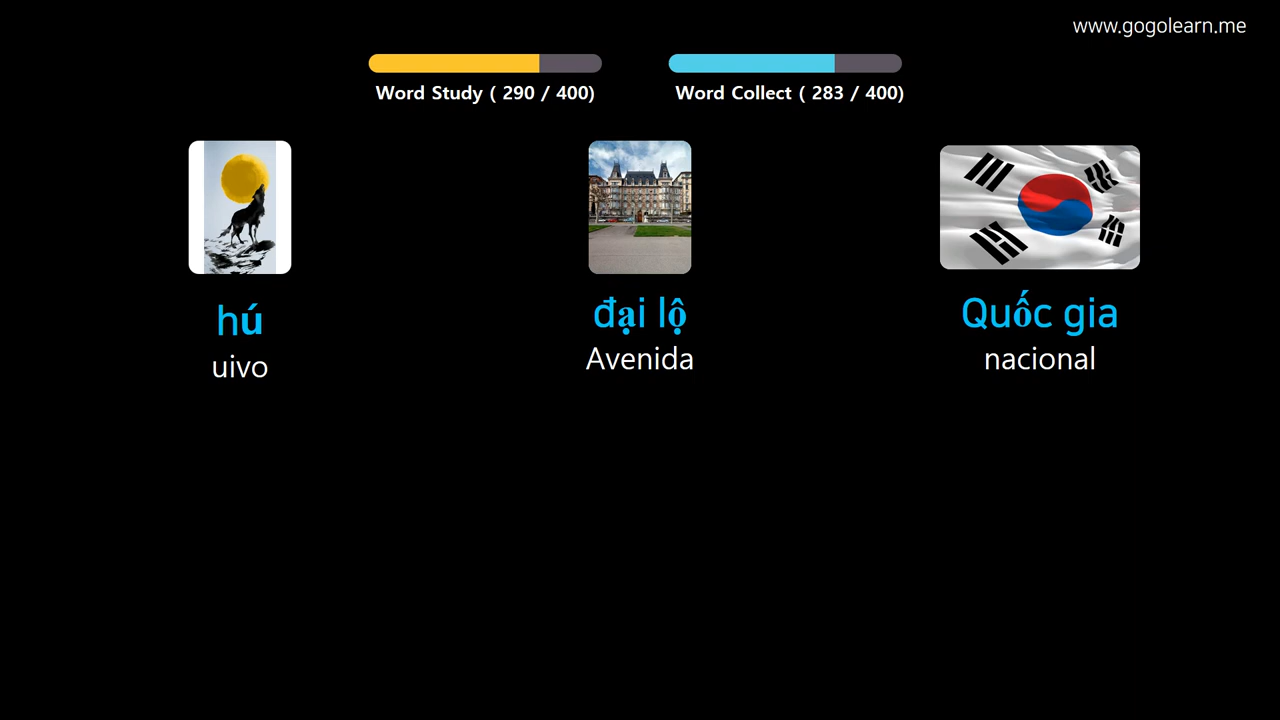 www.gogolearn.me
Word Study ( 290 / 400)
Word Collect ( 283 / 400)
hú
uivo
đại lộ
Avenida
Quốc gia
nacional